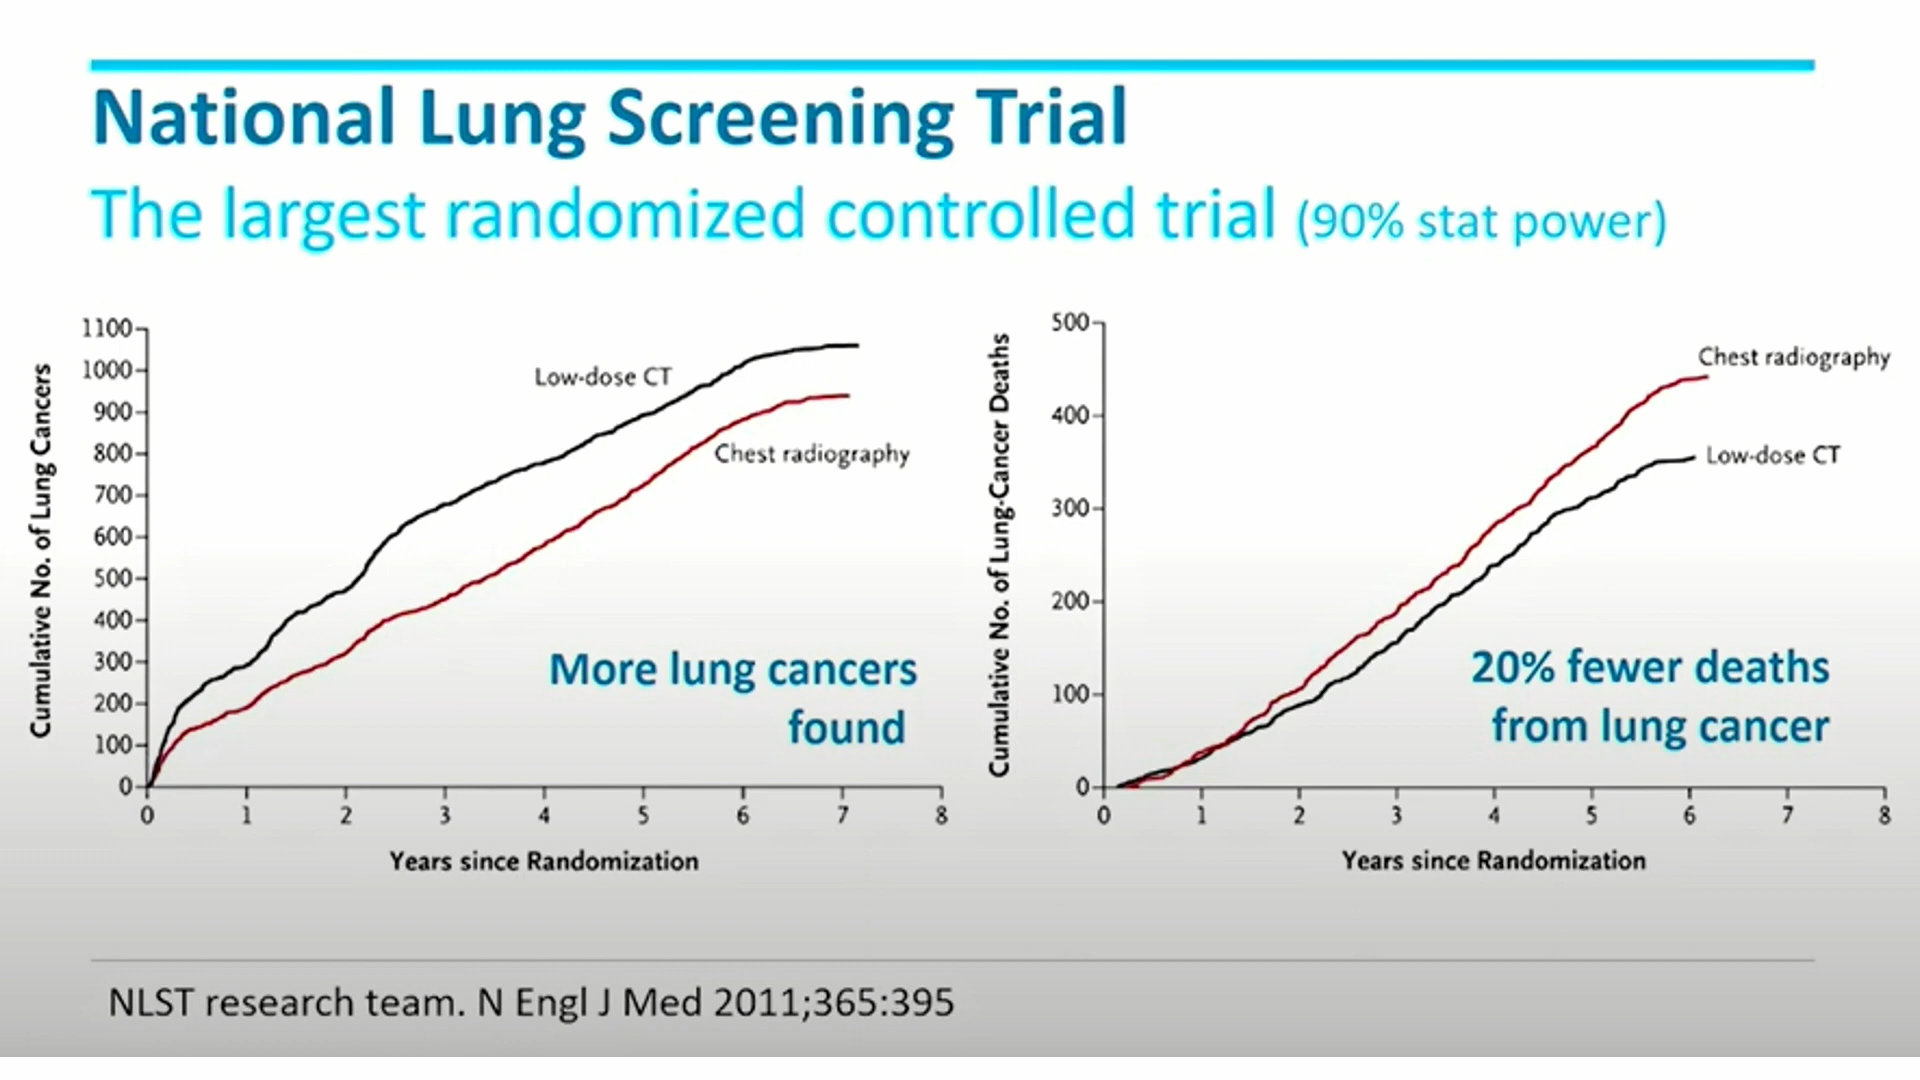 National Lung Screening Trial
The largest randomized controlled trial (90% stat power)
Cumulative No. of Lung Cancers
1100
1000
900
800
700
600
500
400
300
200
100
0
Low-dose CT
Chest radiography
More lung cancers
found
0 1 2 3 4 5 6 7 8
Years since Randomization
Cumulative No. of Lung-Cancer Deaths
500
400
300
200
100
0
Chest radiography
Low-dose CT
20% fewer deaths
from lung cancer
0 1 2 3 4 5 6 7 8
Years since Randomization
NLST research team. N Engl J Med 2011;365:395